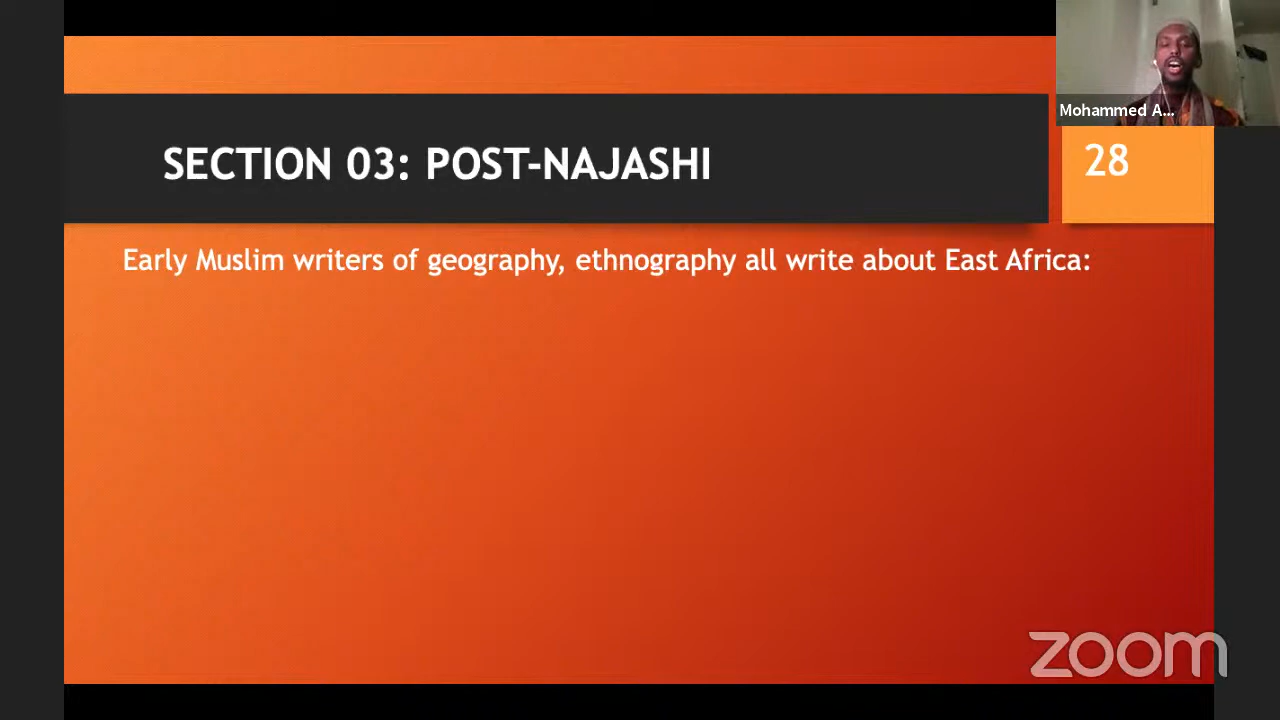 Mohammed A...
SECTION 03: POST-NAJASHI
28
Early Muslim writers of geography, ethnography all write about East Africa:
zoom